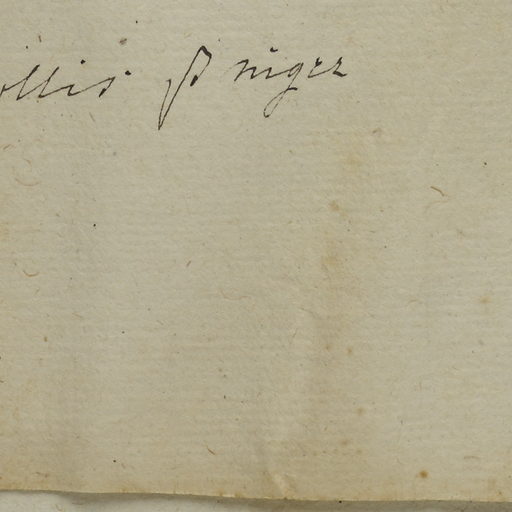 ollis β niger